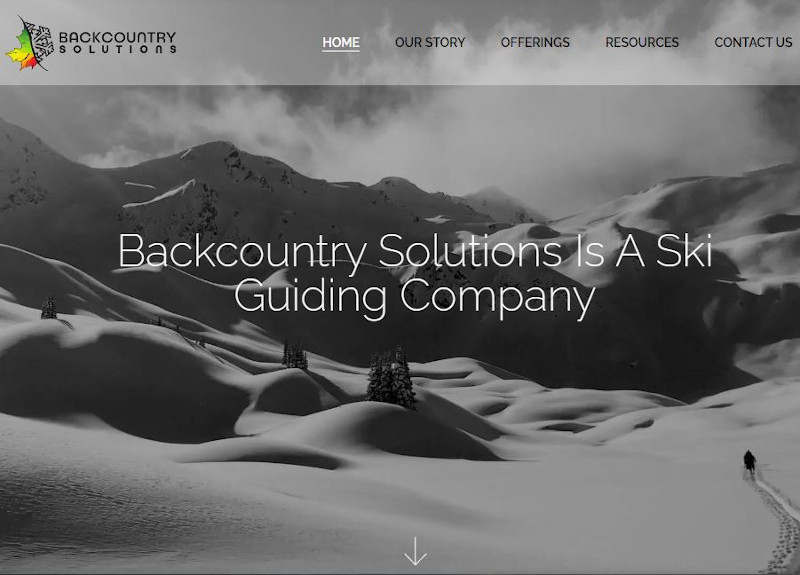 BACKCOUNTRY
SOLUTIONS
HOME OUR STORY OFFERINGS RESOURCES CONTACT US
Backcountry Solutions Is A Ski
Guiding Company